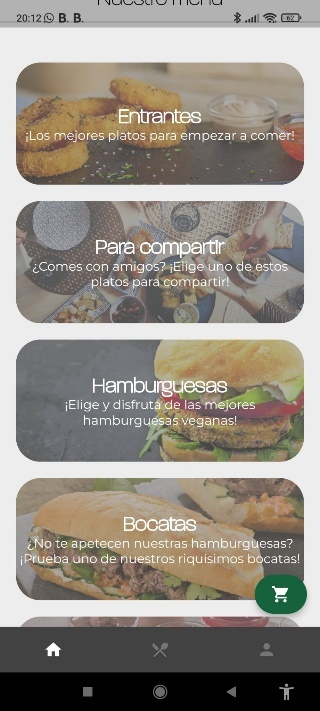 Nuestro menú
20:12 B. B. 62
Entrantes
¡Los mejores platos para empezar a comer!
Para compartir
¿Comes con amigos? ¡Elige uno de estos
platos para compartir!
Hamburguesas
¡Elige y disfruta de las mejores
hamburguesas veganas!
Bocatas
¿No te apetecen nuestras hamburguesas?
¡Prueba uno de nuestros riquisimos bocatas!